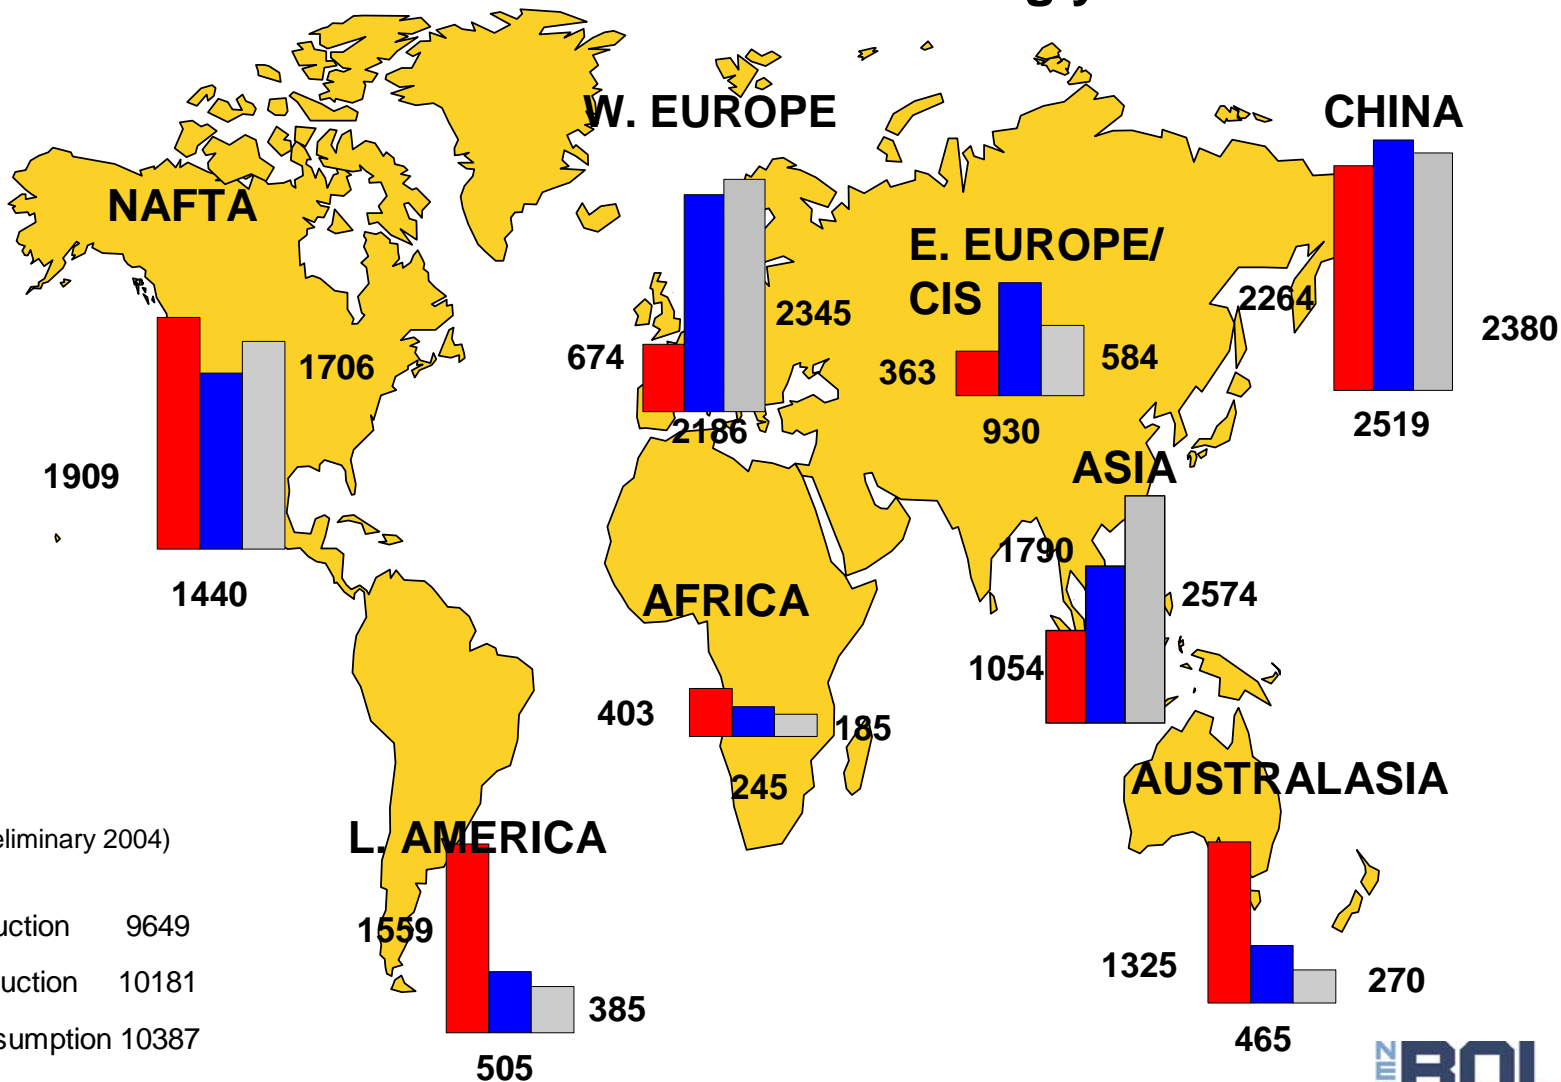 W. EUROPE
CHINA
NAFTA
E. EUROPE/
CIS
2264
2345
2380
674
1706
363
584
2186
930
2519
ASIA
1909
1790
1440
AFRICA
2574
1054
403
185
245
AUSTRALASIA
L. AMERICA
eliminary 2004)
1559
uction 9649
1325
270
uction 10181
385
sumption 10387
465
505
NE